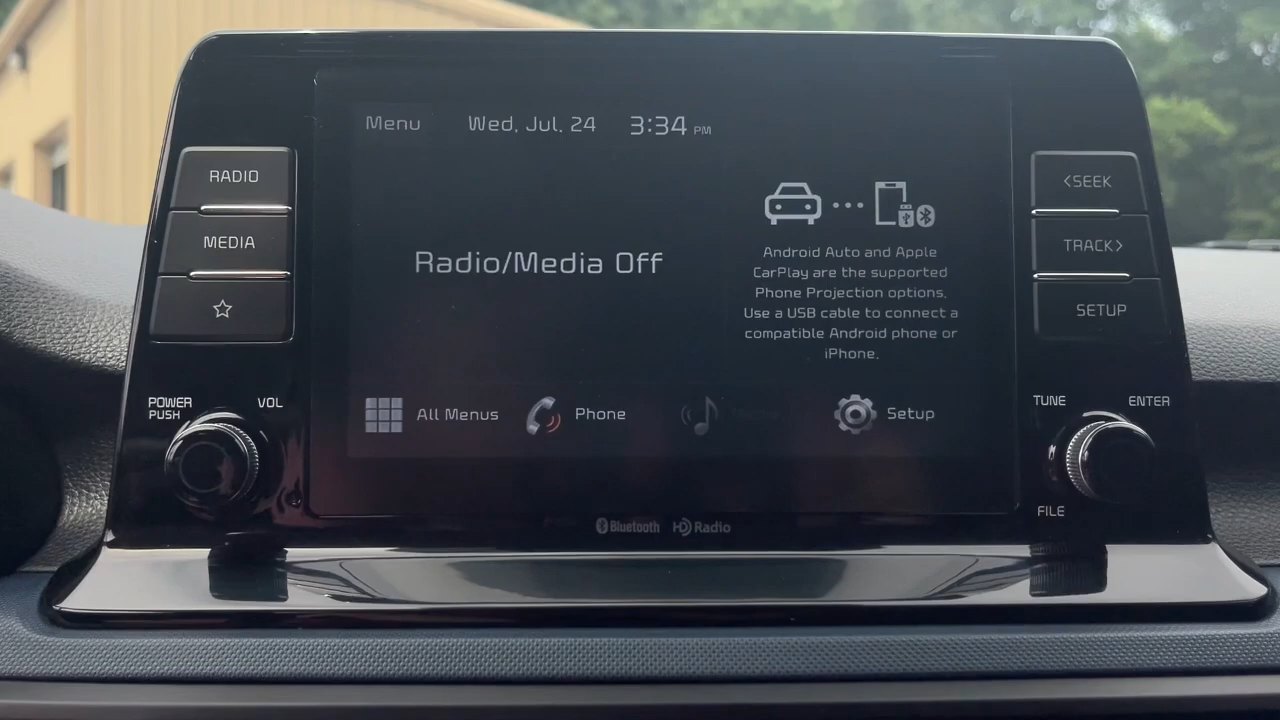 Menu Wed, Jul. 24 3:34 PM
RADIO
MEDIA
<SEEK
TRACK>
SETUP
Radio/Media Off
Android Auto and Apple
CarPlay are the supported
Phone Projection options.
Use a USB cable to connect a
compatible Android phone or
iPhone.
All Menus Phone Setup
POWER
PUSH
VOL
TUNE
ENTER
FILE
Bluetooth HD Radio